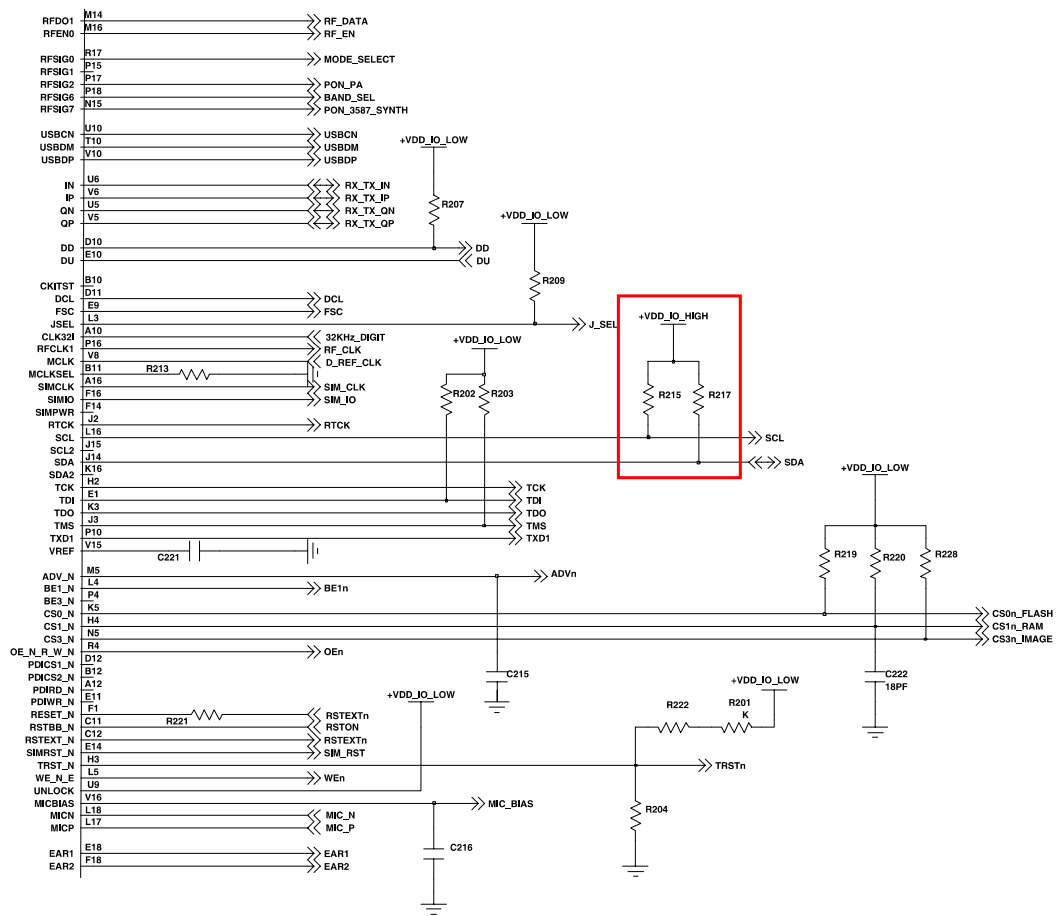 RFDO1 M14 RF_DATA
RFEN0 M16 RF_EN
RFSIG0 R17 MODE_SELECT
RFSIG1 P15
RFSIG2 P17 PON_PA
RFSIG6 P18 BAND_SEL
RFSIG7 N15 PON_3587_SYNTH
USBCN U10 USBCN
+VDD_IO_LOW
USBDM T10 USBDM
USBDP V10 USBDP
IN U6 RX_TX_IN
IP V6 RX_TX_IP
R207
QN U5 RX_TX_QN
+VDD_IO_LOW
QP V5 RX_TX_QP
DD D10 DD
DU E10 DU
R209
CKITST B10
DCL D11 DCL
FSC E9 FSC
+VDD_IO_HIGH
JSEL L3 J_SEL
CLK32I A10 32KHz_DIGIT
+VDD_IO_LOW
RFCLK1 P16 RF_CLK
MCLK V8 D_REF_CLK
MCLKSEL B11 R213
SIMCLK A16 SIM_CLK
R202 R203 R215 R217
SIMIO F16 SIM_IO
SIMPWR F14
RTCK J2 RTCK
SCL L16 SCL
SCL2 J15
SDA J14 SDA
+VDD_IO_LOW
SDA2 K16
TCK H2 TCK
TDI E1 TDI
TDO K3 TDO
TMS J3 TMS
TXD1 P10 TXD1
VREF V15 C221
R219 R220 R228
ADV_N M5 ADVn
BE1_N L4 BE1n
BE3_N P4
CS0_N K5 CS0n_FLASH
CS1_N H4 CS1n_RAM
CS3_N N5 CS3n_IMAGE
OE_N_R_W_N R4 OEn
PDICS1_N D12
PDICS2_N B12
C215
C222
18PF
PDIRD_N A12
PDIWR_N E11
+VDD_IO_LOW
+VDD_IO_LOW
RESET_N F1 R221 RSTEXTn
R222 R201
K
RSTBB_N C11 RSTON
RSTEXT_N C12 RSTEXTn
SIMRST_N E14 SIM_RST
TRST_N H3 TRSTn
WE_N_E L5 WEn
UNLOCK U9
MICBIAS V16 MIC_BIAS
R204
MICN L18 MIC_N
MICP L17 MIC_P
C216
EAR1 E18 EAR1
EAR2 F18 EAR2